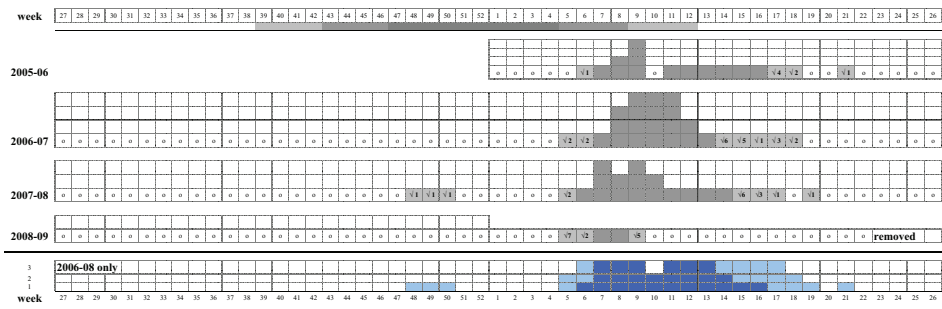 week 27 28 29 30 31 32 33 34 35 36 37 38 39 40 41 42 43 44 45 46 47 48 49 50 51 52 1 2 3 4 5 6 7 8 9 10 11 12 13 14 15 16 17 18 19 20 21 22 23 24 25 26
2005-06 o o o o o √1 o √4 √2 o o √1 o o o o o
2006-07 o o o o o o o o o o o o o o o o o o o o o o o o o o o o o o √2 √2 √6 √5 √1 √3 √2 o o o o o o o o
2007-08 o o o o o o o o o o o o o o o o o o o o o √1 √1 √1 o o o o o o √2 √6 √3 √1 o √1 o o o o o o o
2008-09 o o o o o o o o o o o o o o o o o o o o o o o o o o o o o o √7 √2 √5 o o o o o o o o o o o o o removed
3 2006-08 only
2
1
week 27 28 29 30 31 32 33 34 35 36 37 38 39 40 41 42 43 44 45 46 47 48 49 50 51 52 1 2 3 4 5 6 7 8 9 10 11 12 13 14 15 16 17 18 19 20 21 22 23 24 25 26